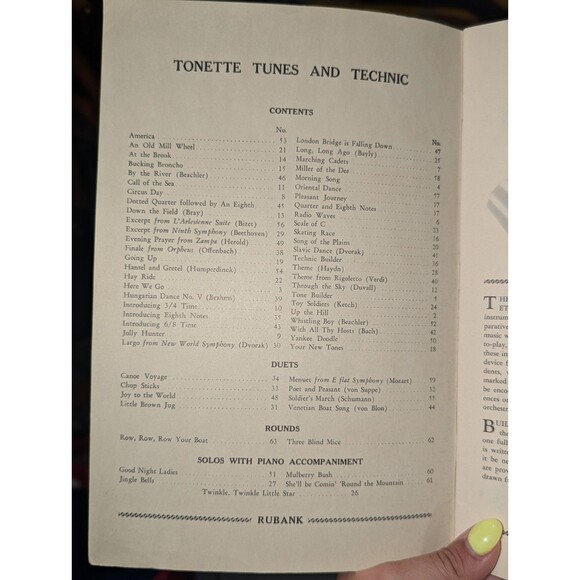 TONETTE TUNES AND TECHNIC
CONTENTS
No.
America 53
An Old Mill Wheel 21
At the Brook 14
Bucking Broncho 15
By the River (Beachler) 46
Call of the Sea 11
Circus Day
Dotted Quarter followed by An Eighth 8
Down the Field (Bray) 45
Excerpt from L'Arlesienne Suite (Bizet) 56
Excerpt from Ninth Symphony (Beethoven) 29
Evening Prayer from Zampa (Herold) 49
Finale from Orpheus (Offenbach) 38
Going Up 19
Hansel and Gretel (Humperdinck) 54
Hay Ride 22
Here We Go 3
Hungarian Dance No. V (Brahms)
Introducing 3/4 Time 10
Introducing Eighth Notes 35
Introducing 6/8 Time 43
Jolly Hunter 9
Largo from New World Symphony (Dvorak) 30
No.
London Bridge is Falling Down
Long, Long Ago (Bayly) 47
Marching Cadets 25
Miller of the Dee 7
Morning Song 58
Oriental Dance 4
Pleasant Journey
Quarter and Eighth Notes 17
Radio Waves 37
Scale of C 6
Skating Race 23
Song of the Plains 20
Slavic Dance (Dvorak) 41
Technic Builder 16
Theme (Haydn) 28
Theme from Rigoletto (Verdi) 40
Through the Sky (Duvall) 12
Tone Builder 5
Toy Soldiers (Ketch) 24
Up the Hill 2
Whistling Boy (Beachler) 52
With All Thy Hosts (Bach) 42
Yankee Doodle 50
Your New Tones 18
DUETS
Canoe Voyage 34
Chop Sticks 33
Joy to the World 48
Little Brown Jug 31
Menuet from E flat Symphony (Mozart)
Poet and Peasant (von Suppe) 32
Soldier's March (Schumann)
Venetian Boat Song (von Blon) 44
ROUNDS
Row, Row, Row Your Boat 63
Three Blind Mice 62
SOLOS WITH PIANO ACCOMPANIMENT
Good Night Ladies 51
Jingle Bells 27
Mulberry Bush 60
She'll be Comin' 'Round the Mountain 61
Twinkle, Twinkle Little Star 26
RUBANK